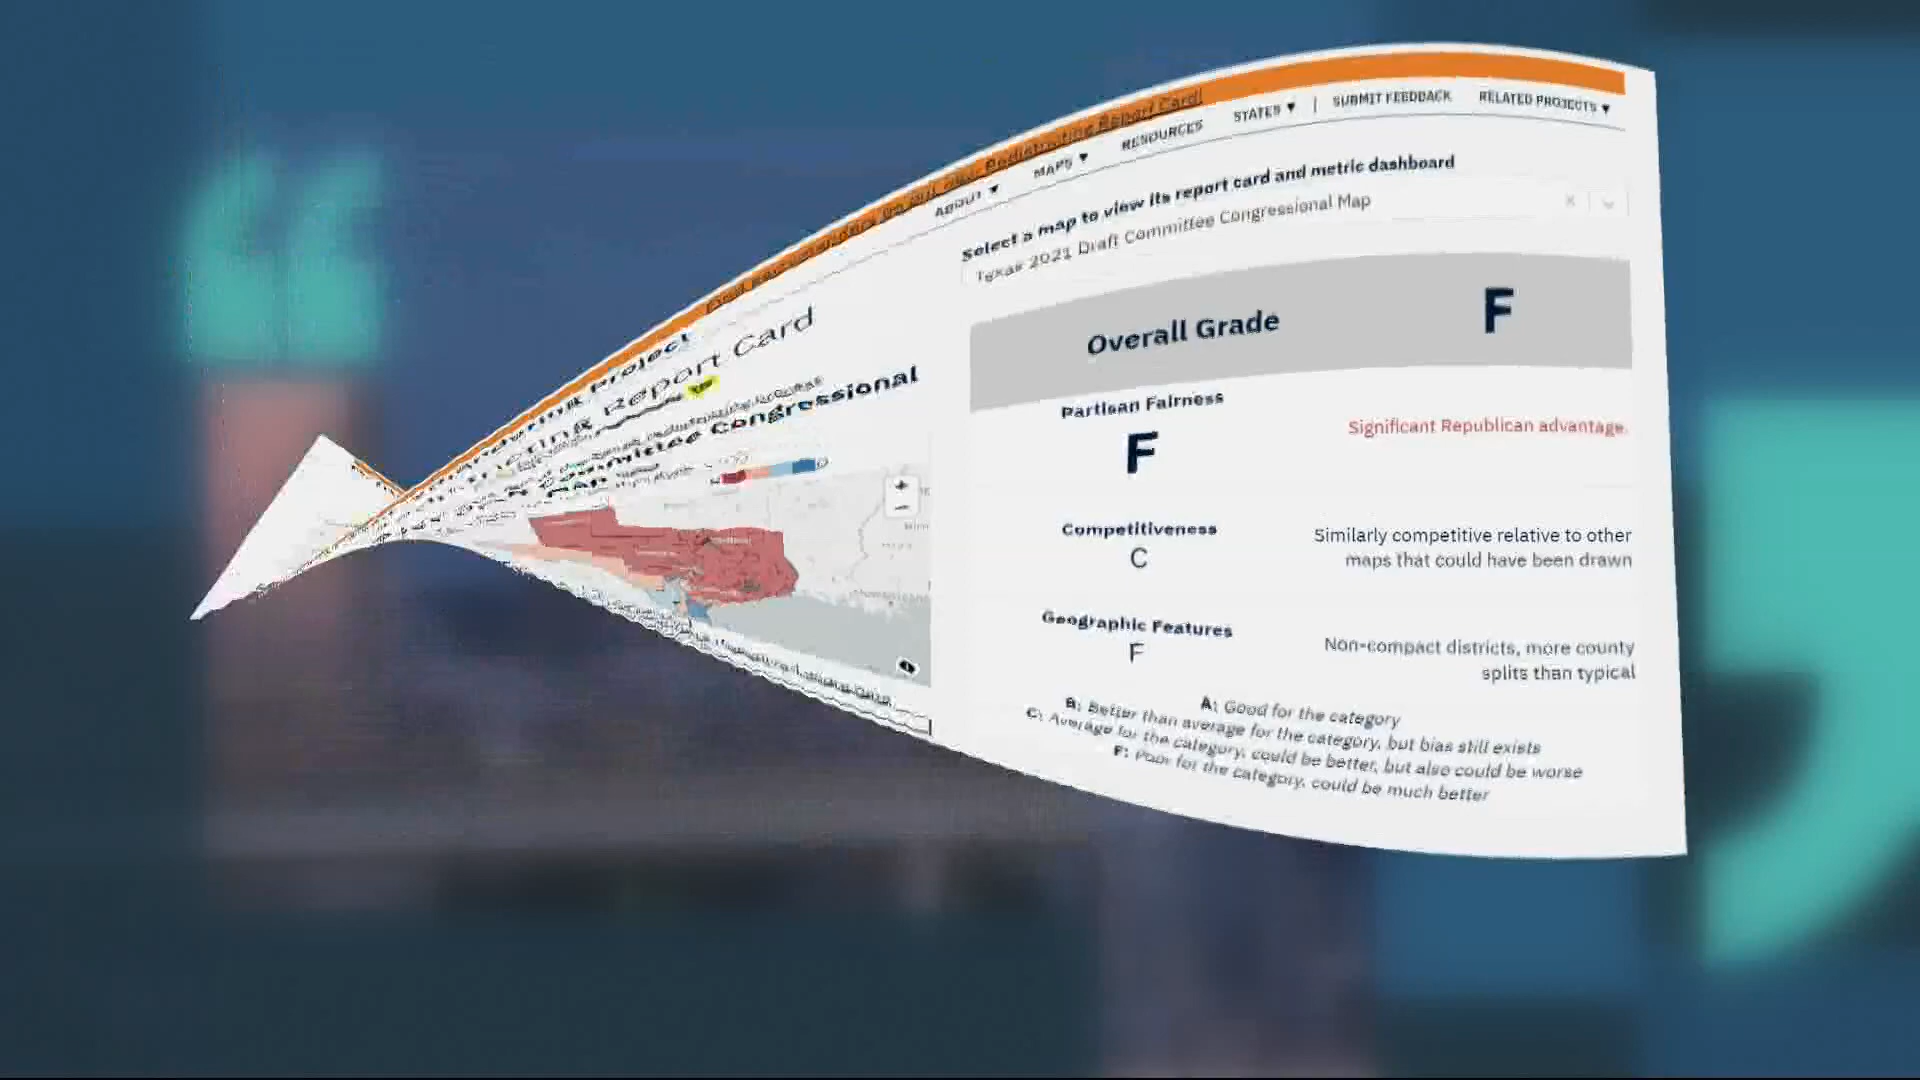 Redistricting Report Card!
ABOUT ▼ MAPS ▼ RESOURCES STATES ▼ | SUBMIT FEEDBACK RELATED PROJECTS ▼
Project
Report Card
Committee Congressional
Select a map to view its report card and metric dashboard
Texas 2021 Draft Committee Congressional Map
Overall Grade F
Partisan Fairness
F
Significant Republican advantage.
Competitiveness
C
Similarly competitive relative to other
maps that could have been drawn
Geographic Features
F
Non-compact districts, more county
splits than typical
A: Good for the category
B: Better than average for the category, but bias still exists
C: Average for the category, could be better, but also could be worse
F: Poor for the category, could be much better